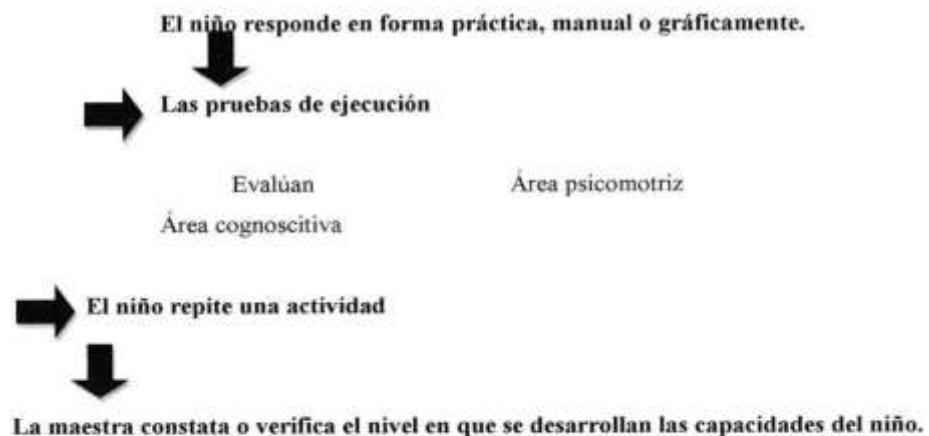 El niño responde en forma práctica, manual o gráficamente.
Las pruebas de ejecución
Evalúan Área psicomotriz
Área cognoscitiva
El niño repite una actividad
La maestra constata o verifica el nivel en que se desarrollan las capacidades del niño.